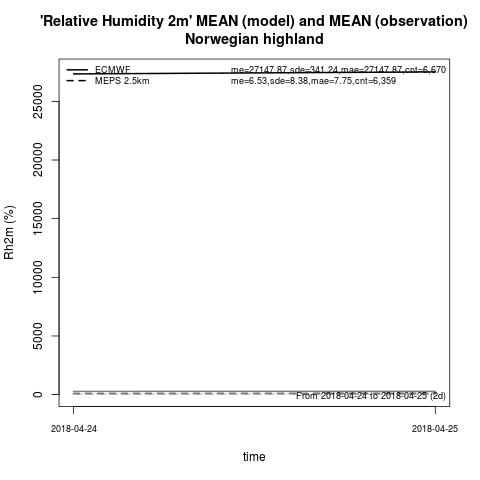 'Relative Humidity 2m' MEAN (model) and MEAN (observation)
Norwegian highland
ECMWF me=27147.87,sde=341.24,mae=27147.87,cnt=6,670
MEPS 2.5km me=6.53,sde=8.38,mae=7.75,cnt=6,359
Rh2m (%)
25000
20000
15000
10000
5000
0
From 2018-04-24 to 2018-04-25 (2d)
2018-04-24 2018-04-25
time